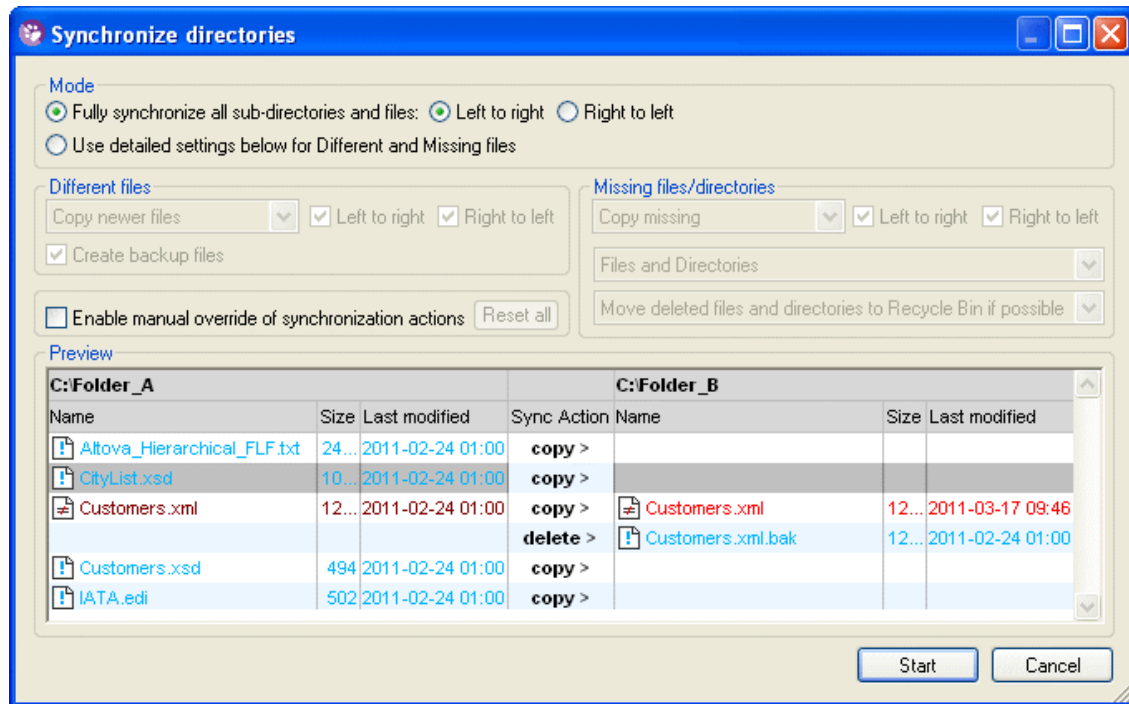 Synchronize directories
Mode
Fully synchronize all sub-directories and files: Left to right Right to left
Use detailed settings below for Different and Missing files
Different files
Copy newer files Left to right Right to left
Create backup files
Missing files/directories
Copy missing Left to right Right to left
Files and Directories
Move deleted files and directories to Recycle Bin if possible
Enable manual override of synchronization actions Reset all
Preview
C:\Folder_A C:\Folder_B
Name Size Last modified Sync Action Name Size Last modified
Altova_Hierarchical_FLF.txt 24... 2011-02-24 01:00 copy >
CityList.xsd 10... 2011-02-24 01:00 copy >
Customers.xml 12... 2011-02-24 01:00 copy > Customers.xml 12... 2011-03-17 09:46
delete > Customers.xml.bak 12... 2011-02-24 01:00
Customers.xsd 494 2011-02-24 01:00 copy >
IATA.edi 502 2011-02-24 01:00 copy >
Start Cancel